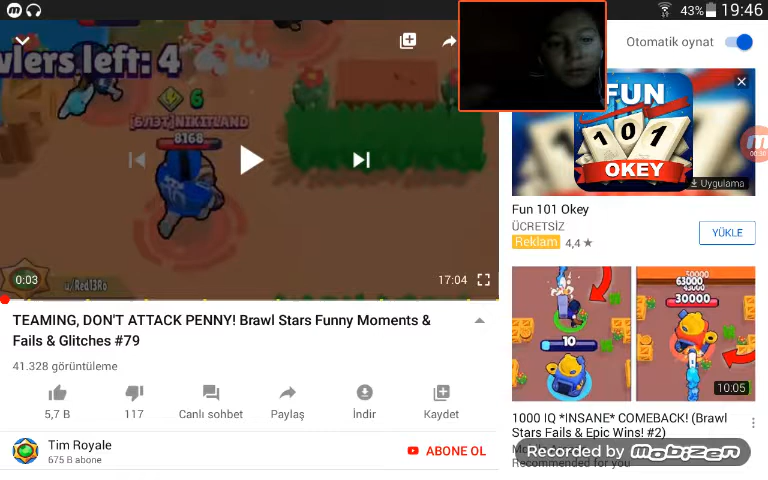 43%
19:46
wlers left: 4
Otomatik oynat
6
[6/13T]NIKITLAND
8168
FUN
101
OKEY
00:30
Uygulama
Fun 101 Okey
ÜCRETSİZ
YÜKLE
Reklam 4,4 ★
0:03
u/Redl3Ro
17:04
TEAMING, DON'T ATTACK PENNY! Brawl Stars Funny Moments &
Fails & Glitches #79
41.328 görüntüleme
5,7 B
117
Canlı sohbet
Paylaş
İndir
Kaydet
Tim Royale
675 B abone
ABONE OL
10
63000
30000
10:05
1000 IQ *INSANE* COMEBACK! (Brawl
Stars Fails & Epic Wins! #2)
Recommended for you
Recorded by mobizen